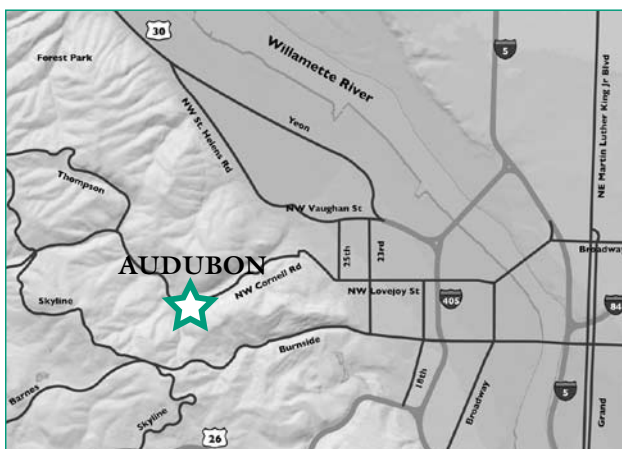 30
Forest Park
Willamette River
5
NE Martin Luther King Jr Blvd
NW St. Helens Rd
Yeon
Thompson
NW Vaughan St
25th
23rd
Broadway
AUDUBON
NW Cornell Rd
NW Lovejoy St
405
84
Skyline
Burnside
18th
Broadway
5
Grand
Barnes
Skyline
26